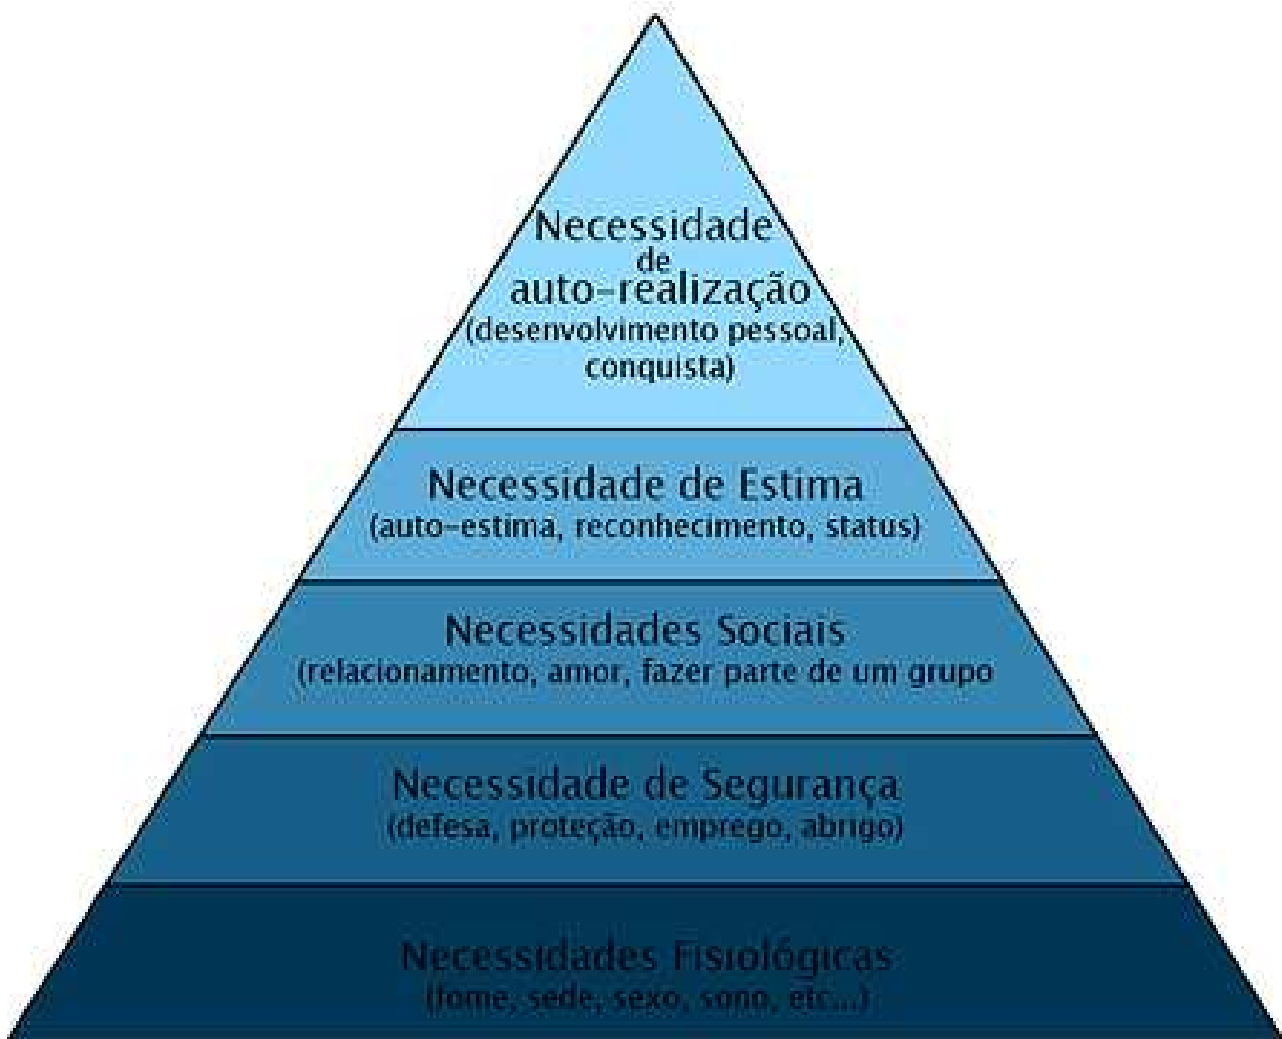 Necessidade
de
auto-realização
(desenvolvimento pessoal,
conquista)
Necessidade de Estima
(auto-estima, reconhecimento, status)
Necessidades Sociais
(relacionamento, amor, fazer parte de um grupo
Necessidade de Segurança
(defesa, proteção, emprego, abrigo)
Necessidades Fisiológicas
(fome, sede, sexo, sono, etc...)